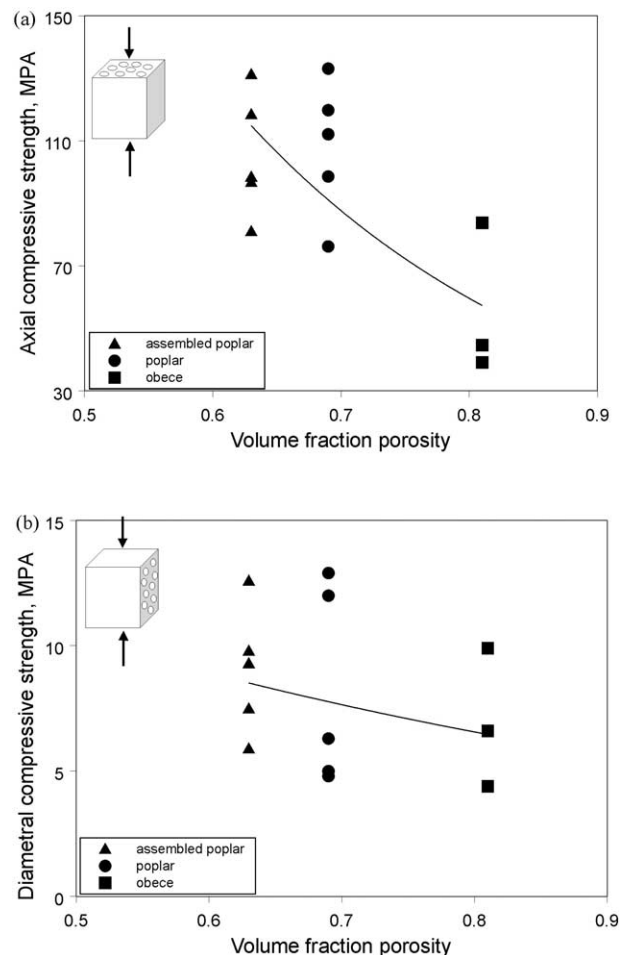 (a)
150
110
70
30
Axial compressive strength, MPA
assembled poplar
poplar
obece
0.5 0.6 0.7 0.8 0.9
Volume fraction porosity
(b)
15
10
5
0
Diametral compressive strength, MPA
assembled poplar
poplar
obece
0.5 0.6 0.7 0.8 0.9
Volume fraction porosity